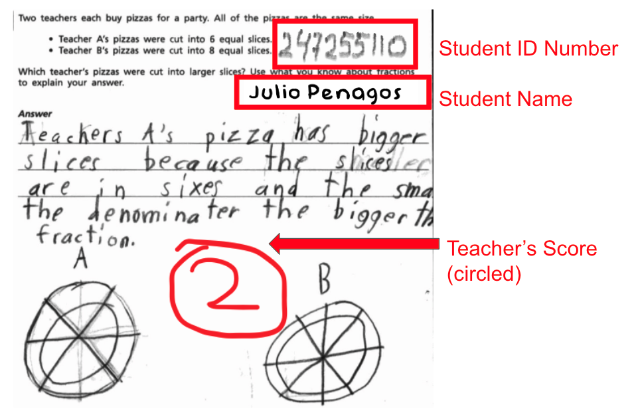 Two teachers each buy pizzas for a party. All of the pizzas are the same size.
• Teacher A's pizzas were cut into 6 equal slices.
• Teacher B's pizzas were cut into 8 equal slices.
247255110
Student ID Number
Which teacher's pizzas were cut into larger slices? Use what you know about fractions
to explain your answer.
Julio Penagos
Student Name
Answer
Teachers A's pizza has bigger
slices because the slices
are in sixes and the sma
the denominater the bigger th
fraction.
Teacher's Score
(circled)
2
A
B